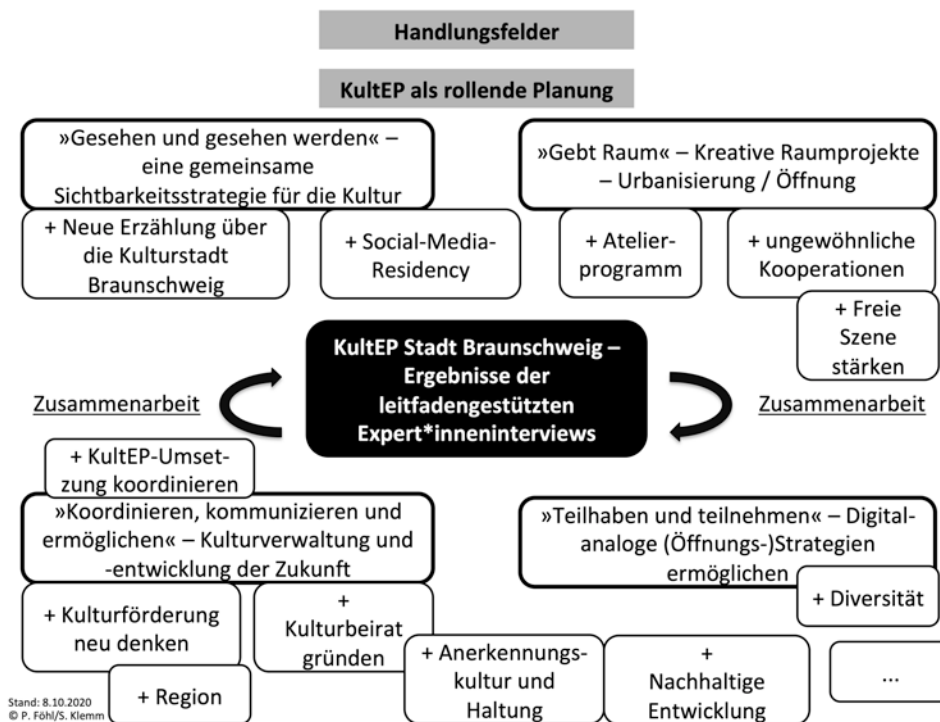 Handlungsfelder
KultEP als rollende Planung
»Gesehen und gesehen werden« –
eine gemeinsame
Sichtbarkeitsstrategie für die Kultur
»Gebt Raum« – Kreative Raumprojekte
– Urbanisierung / Öffnung
+ Neue Erzählung über
die Kulturstadt
Braunschweig
+ Social-Media-
Residency
+ Atelier-
programm
+ ungewöhnliche
Kooperationen
+ Freie
Szene
stärken
KultEP Stadt Braunschweig –
Ergebnisse der
leitfadengestützten
Expert*inneninterviews
Zusammenarbeit
Zusammenarbeit
+ KultEP-Umset-
zung koordinieren
»Koordinieren, kommunizieren und
ermöglichen« – Kulturverwaltung und
-entwicklung der Zukunft
»Teilhaben und teilnehmen« – Digital-
analoge (Öffnungs-)Strategien
ermöglichen
+ Diversität
+ Kulturförderung
neu denken
+
Kulturbeirat
gründen
+ Region
+ Anerkennungs-
kultur und
Haltung
+
Nachhaltige
Entwicklung
...
Stand: 8.10.2020
© P. Föhl/S. Klemm